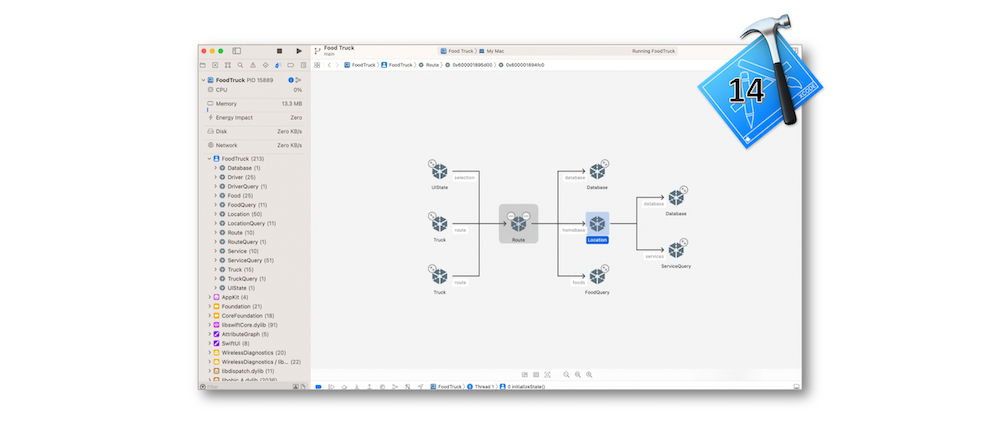 Food Truck
main
Food Truck 〉 My Mac
Running FoodTruck
FoodTruck 〉 FoodTruck 〉 Route 〉 0x600001895d00 〉 0x600001894fc0
FoodTruck PID 15889
CPU 0%
Memory 13.3 MB
Energy Impact Zero
Disk Zero KB/s
Network Zero KB/s
FoodTruck (213)
Database (1)
Driver (25)
DriverQuery (1)
Food (25)
FoodQuery (11)
Location (50)
LocationQuery (11)
Route (10)
RouteQuery (1)
Service (10)
ServiceQuery (51)
Truck (15)
TruckQuery (1)
UIState (1)
AppKit (4)
Foundation (21)
CoreFoundation (18)
libswiftCore.dylib (91)
AttributeGraph (5)
SwiftUI (2)
WirelessDiagnostics (20)
WirelessDiagnostics / lib... (22)
libdispatch.dylib (11)
libobjc.A.dylib (2036)
Filter
UIState
selection
Truck
route
Truck
route
Route
database
Database
homebase
Location
foods
FoodQuery
database
Database
services
ServiceQuery
FoodTruck 〉 Thread 1 〉 0 initializeState()
14
XCODE